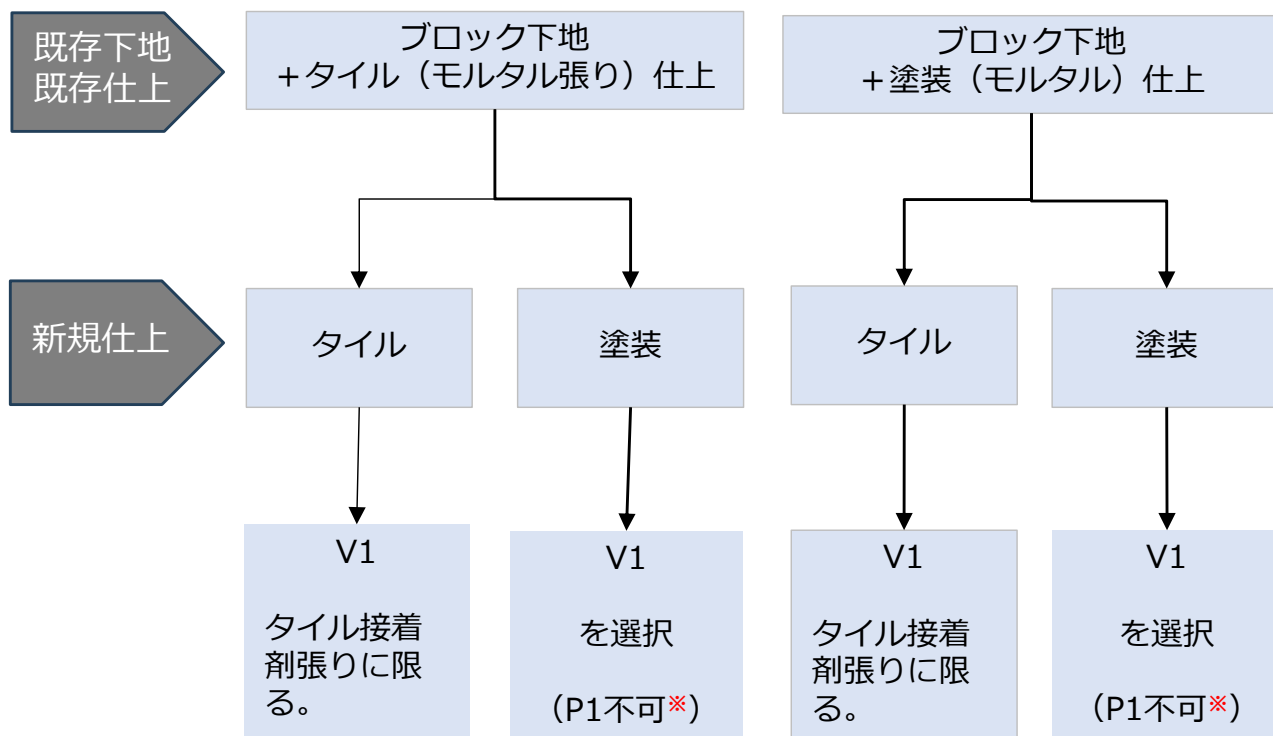 既存下地
既存仕上
ブロック下地
＋タイル（モルタル張り）仕上
ブロック下地
＋塗装（モルタル）仕上
新規仕上
タイル
塗装
タイル
塗装
V1
タイル接着
剤張りに限
る。
V1
を選択
（P1不可※）
V1
タイル接着
剤張りに限
る。
V1
を選択
（P1不可※）